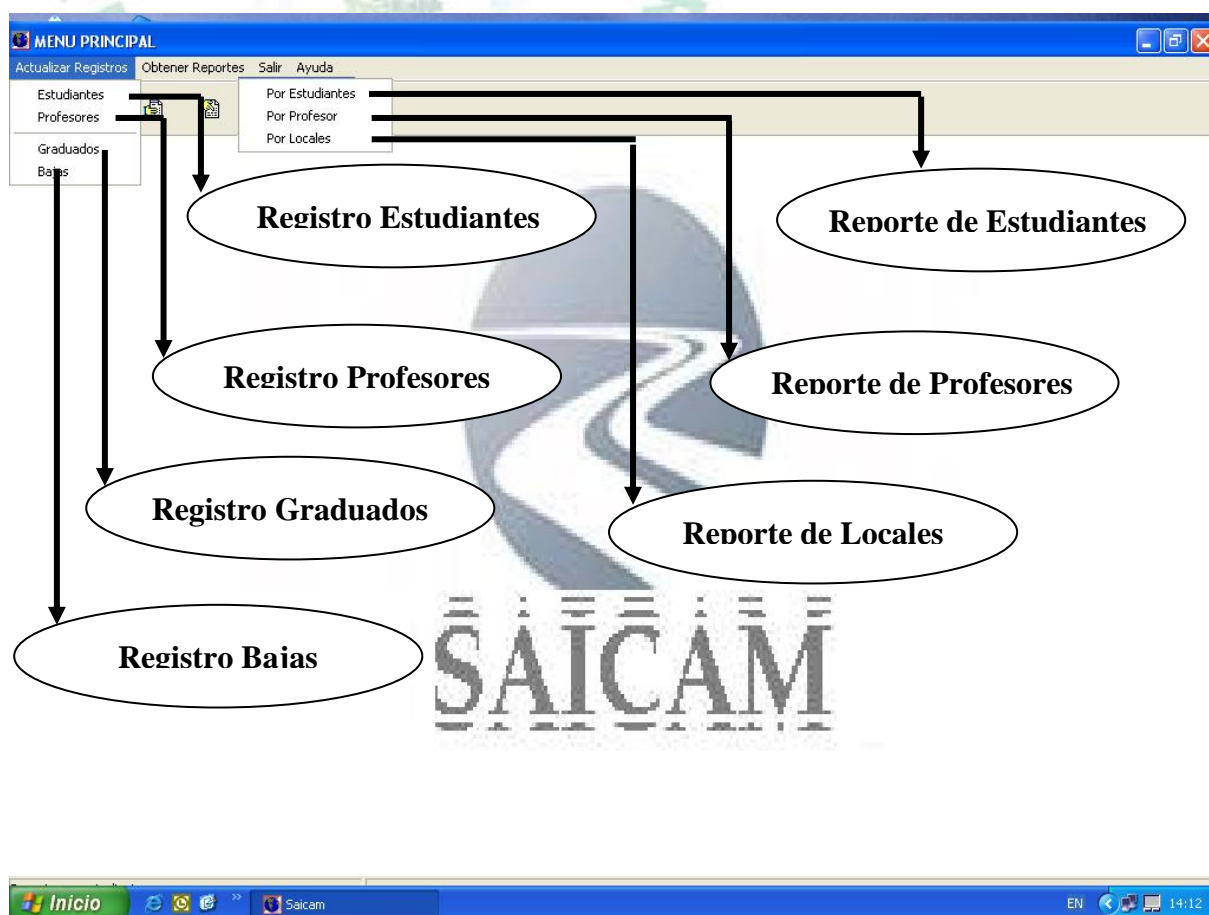 MENU PRINCIPAL
Actualizar Registros Obtener Reportes Salir Ayuda
Estudiantes
Profesores
Graduados
Bajas
Por Estudiantes
Por Profesor
Por Locales
Registro Estudiantes
Reporte de Estudiantes
Registro Profesores
Reporte de Profesores
Registro Graduados
Reporte de Locales
Registro Bajas
SAICAM
Inicio
Saicam
EN
14:12